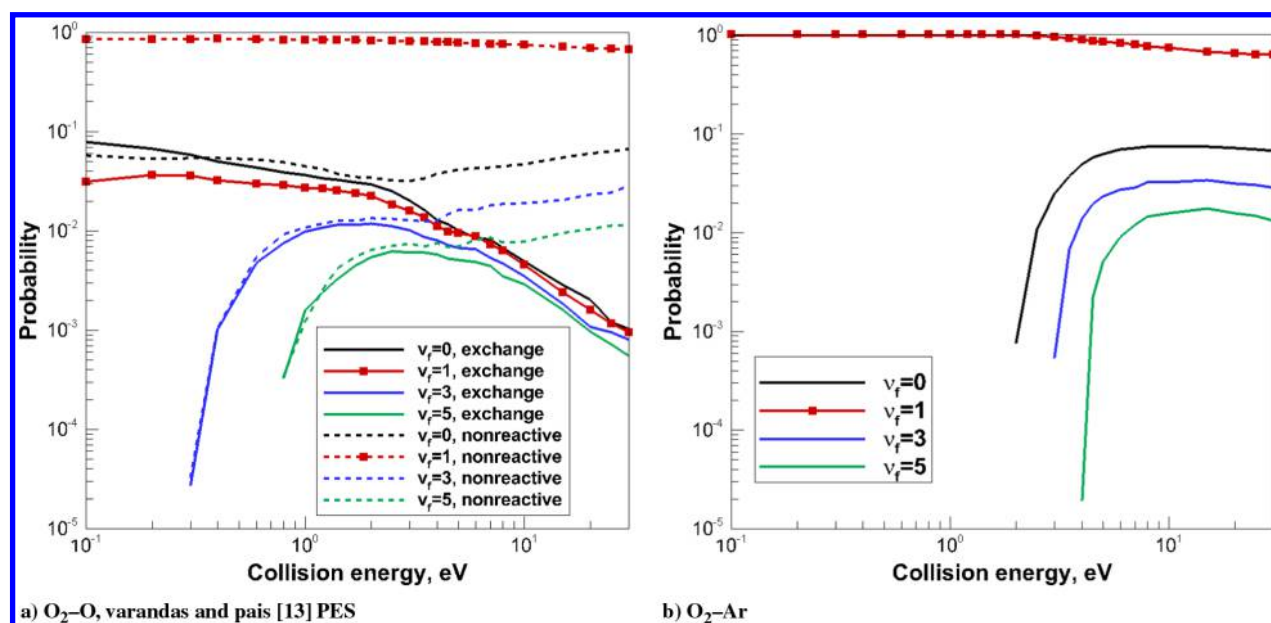 10⁰
10⁻¹
10⁻²
10⁻³
10⁻⁴
10⁻⁵
Probability
v_f=0, exchange
v_f=1, exchange
v_f=3, exchange
v_f=5, exchange
v_f=0, nonreactive
v_f=1, nonreactive
v_f=3, nonreactive
v_f=5, nonreactive
10⁻¹ 10⁰ 10¹
Collision energy, eV
a) O₂–O, varandas and pais [13] PES
10⁰
10⁻¹
10⁻²
10⁻³
10⁻⁴
10⁻⁵
Probability
ν_f=0
ν_f=1
ν_f=3
ν_f=5
10⁻¹ 10⁰ 10¹
Collision energy, eV
b) O₂–Ar